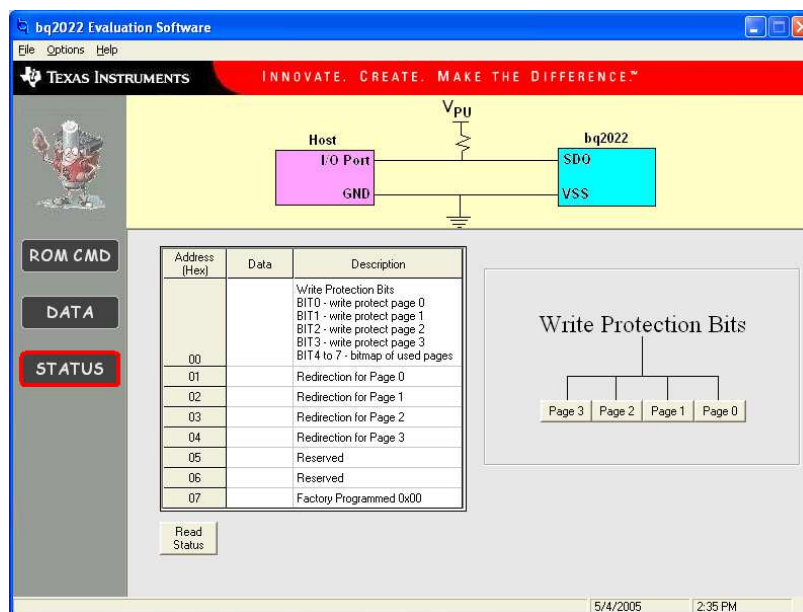 bq2022 Evaluation Software
File Options Help
TEXAS INSTRUMENTS INNOVATE. CREATE. MAKE THE DIFFERENCE.™
VPU
Host bq2022
I/O Port SDQ
GND VSS
ROM CMD
DATA
STATUS
Address (Hex) Data Description
Write Protection Bits
BIT0 - write protect page 0
BIT1 - write protect page 1
BIT2 - write protect page 2
BIT3 - write protect page 3
00 BIT4 to 7 - bitmap of used pages
01 Redirection for Page 0
02 Redirection for Page 1
03 Redirection for Page 2
04 Redirection for Page 3
05 Reserved
06 Reserved
07 Factory Programmed 0x00
Read
Status
Write Protection Bits
Page 3 Page 2 Page 1 Page 0
5/4/2005 2:35 PM